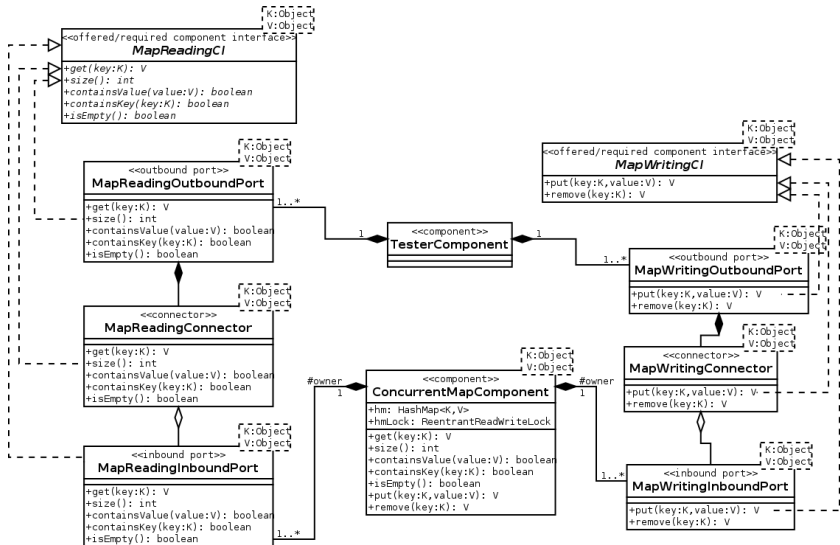 K:Object
V:Object
<<offered/required component interface>>
MapReadingCI
+get(key:K): V
+size(): int
+containsValue(value:V): boolean
+containsKey(key:K): boolean
+isEmpty(): boolean
K:Object
V:Object
<<outbound port>>
MapReadingOutboundPort
+get(key:K): V
+size(): int
+containsValue(value:V): boolean
+containsKey(key:K): boolean
+isEmpty(): boolean
1..*
1
<<component>>
TesterComponent
1
1..*
K:Object
V:Object
<<offered/required component interface>>
MapWritingCI
+put(key:K,value:V): V
+remove(key:K): V
K:Object
V:Object
<<outbound port>>
MapWritingOutboundPort
+put(key:K,value:V): V
+remove(key:K): V
K:Object
V:Object
<<connector>>
MapReadingConnector
+get(key:K): V
+size(): int
+containsValue(value:V): boolean
+containsKey(key:K): boolean
+isEmpty(): boolean
K:Object
V:Object
<<connector>>
MapWritingConnector
+put(key:K,value:V): V
+remove(key:K): V
#owner
1
K:Object
V:Object
<<component>>
ConcurrentMapComponent
+hm: HashMap<K,V>
+hmLock: ReentrantReadWriteLock
+get(key:K): V
+size(): int
+containsValue(value:V): boolean
+containsKey(key:K): boolean
+isEmpty(): boolean
+put(key:K,value:V): V
+remove(key:K): V
#owner
1
K:Object
V:Object
<<inbound port>>
MapReadingInboundPort
+get(key:K): V
+size(): int
+containsValue(value:V): boolean
+containsKey(key:K): boolean
+isEmpty(): boolean
1..*
1..*
K:Object
V:Object
<<inbound port>>
MapWritingInboundPort
+put(key:K,value:V): V
+remove(key:K): V